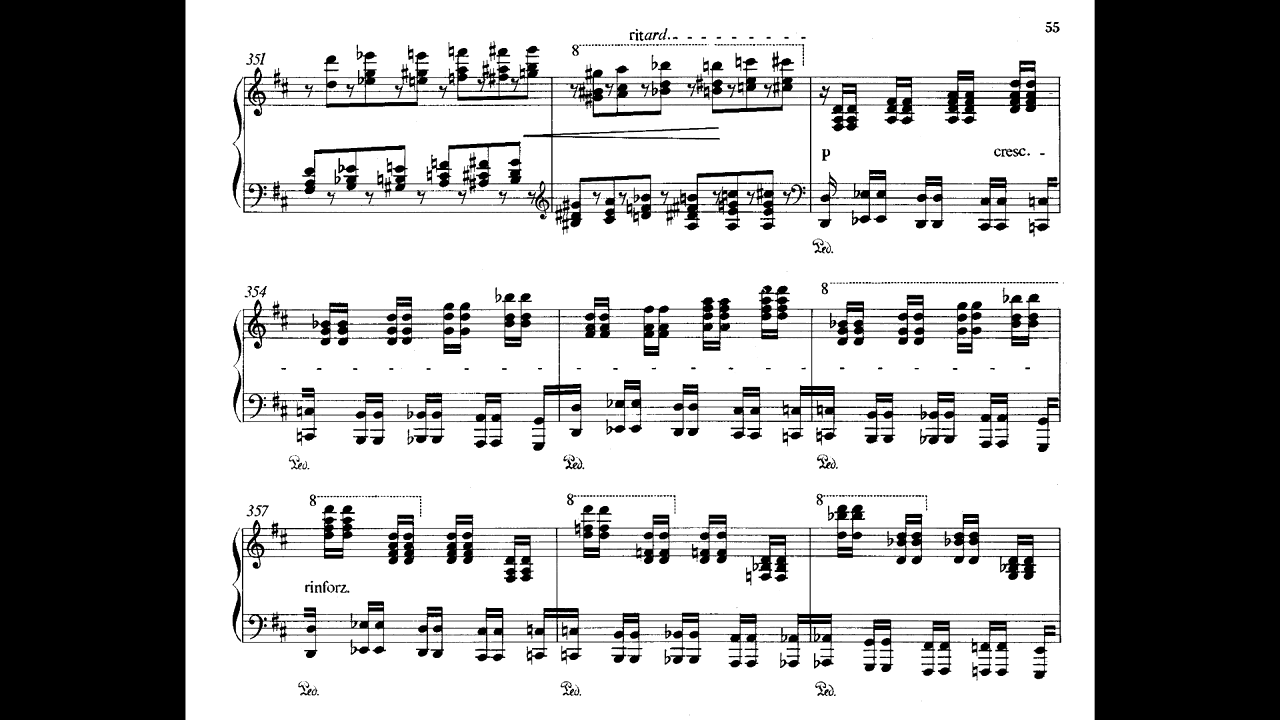 55
ritard.
351 8
p cresc.
Ped.
354 8
Ped. Ped. Ped.
357 8 8 8
rinforz.
Ped. Ped. Ped.